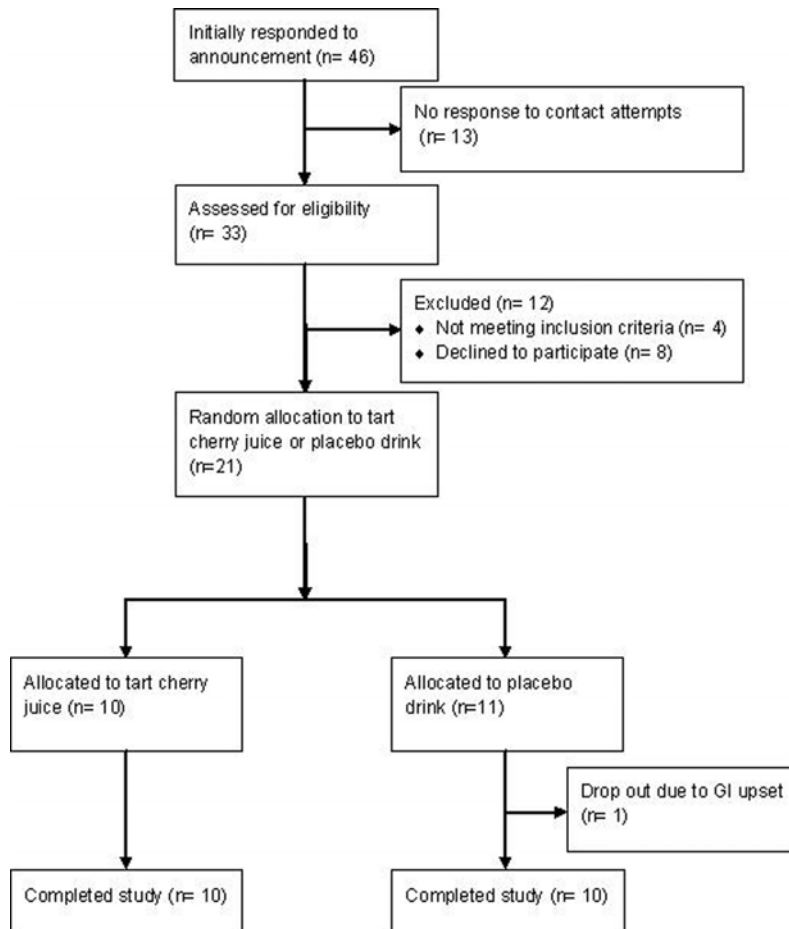 Initially responded to
announcement (n= 46)
No response to contact attempts
(n= 13)
Assessed for eligibility
(n= 33)
Excluded (n= 12)
♦ Not meeting inclusion criteria (n= 4)
♦ Declined to participate (n= 8)
Random allocation to tart
cherry juice or placebo drink
(n=21)
Allocated to tart cherry
juice (n= 10)
Allocated to placebo
drink (n=11)
Drop out due to GI upset
(n= 1)
Completed study (n= 10)
Completed study (n= 10)